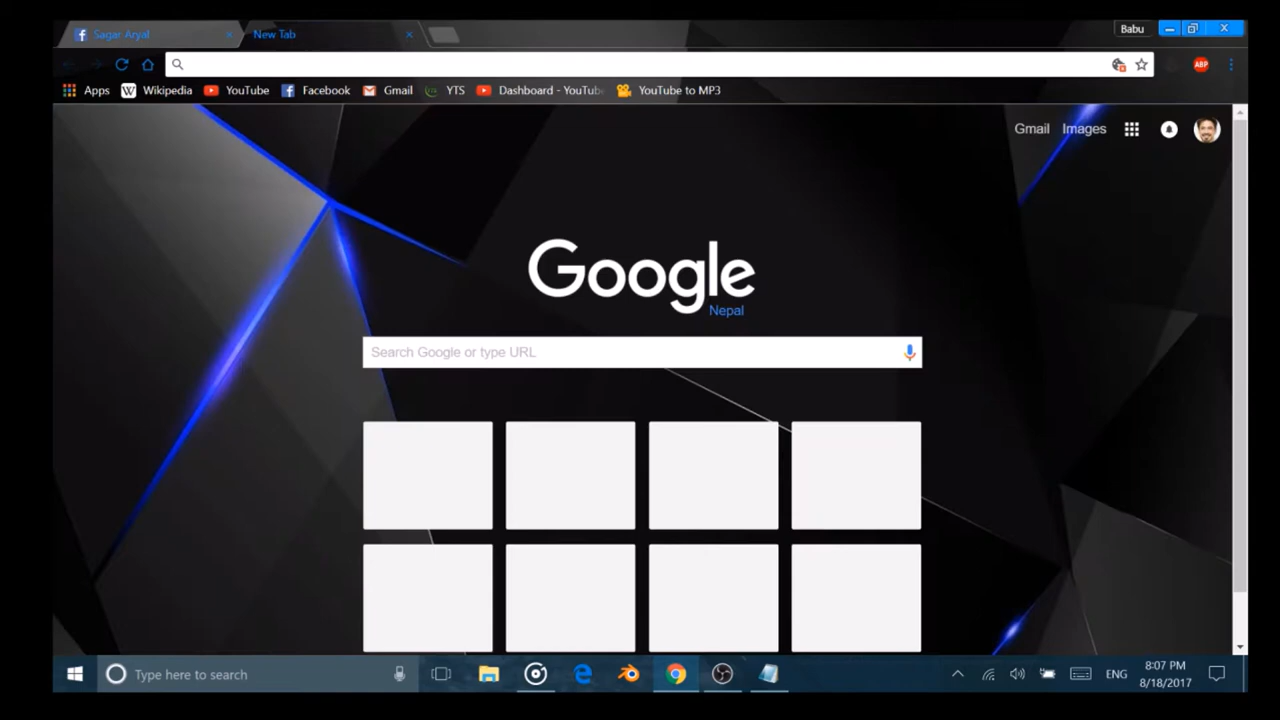 Sagar Aryal
New Tab
Babu
Apps
Wikipedia
YouTube
Facebook
Gmail
YTS
Dashboard - YouTube
YouTube to MP3
ABP
Gmail
Images
Google
Nepal
Search Google or type URL
Type here to search
ENG
8:07 PM
8/18/2017